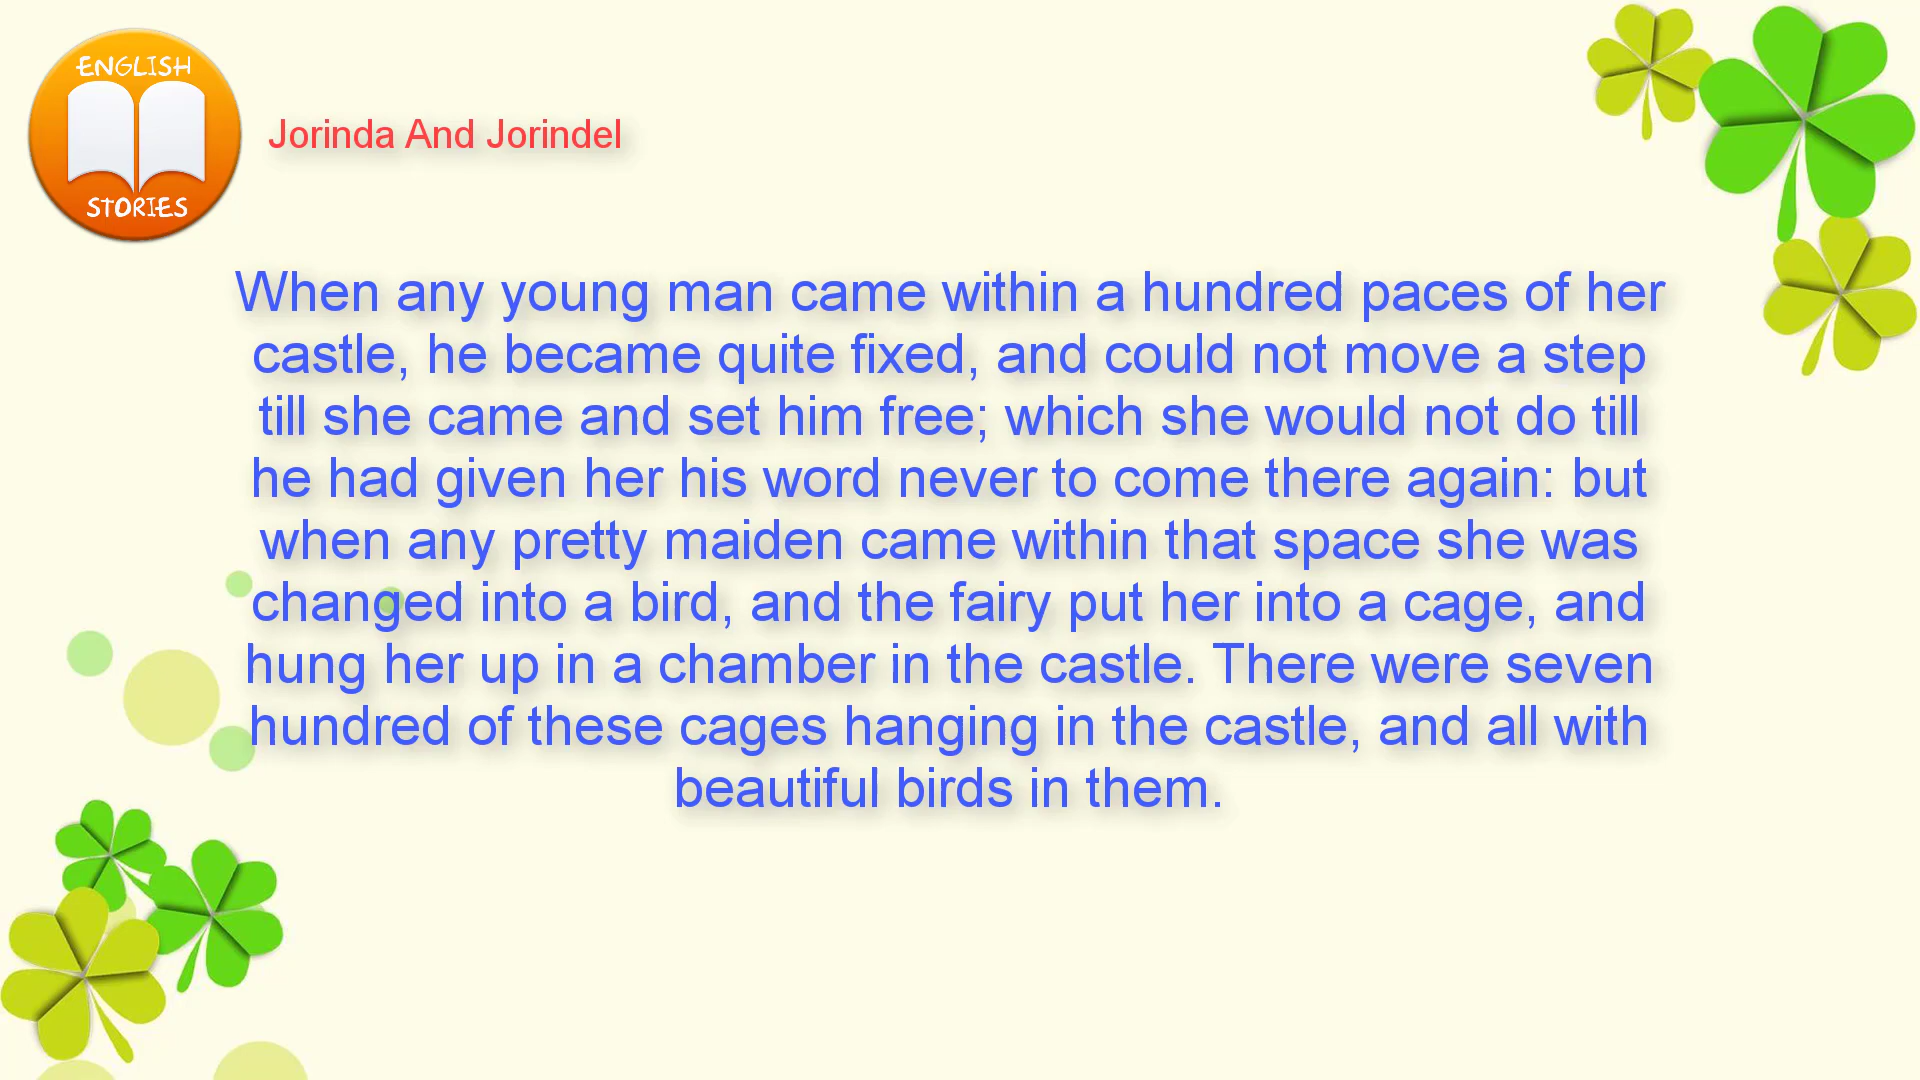 ENGLISH
STORIES
Jorinda And Jorindel
When any young man came within a hundred paces of her
castle, he became quite fixed, and could not move a step
till she came and set him free; which she would not do till
he had given her his word never to come there again: but
when any pretty maiden came within that space she was
changed into a bird, and the fairy put her into a cage, and
hung her up in a chamber in the castle. There were seven
hundred of these cages hanging in the castle, and all with
beautiful birds in them.